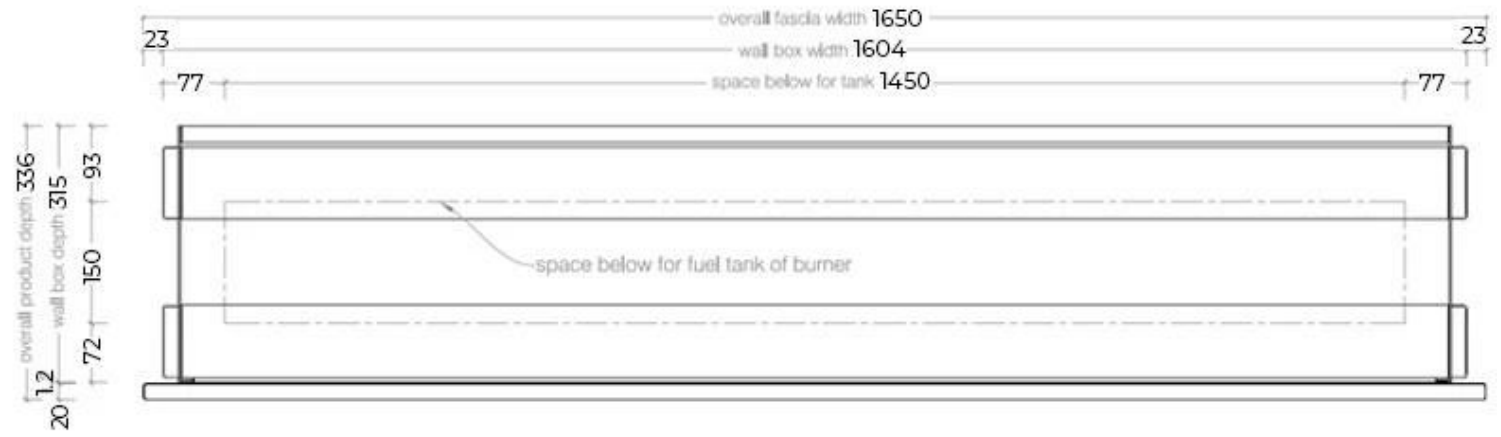 overall fascia width 1650
23
23
wall box width 1604
77
space below for tank 1450
77
overall product depth 336
wall box depth 315
93
150
72
1.2
20
space below for fuel tank of burner